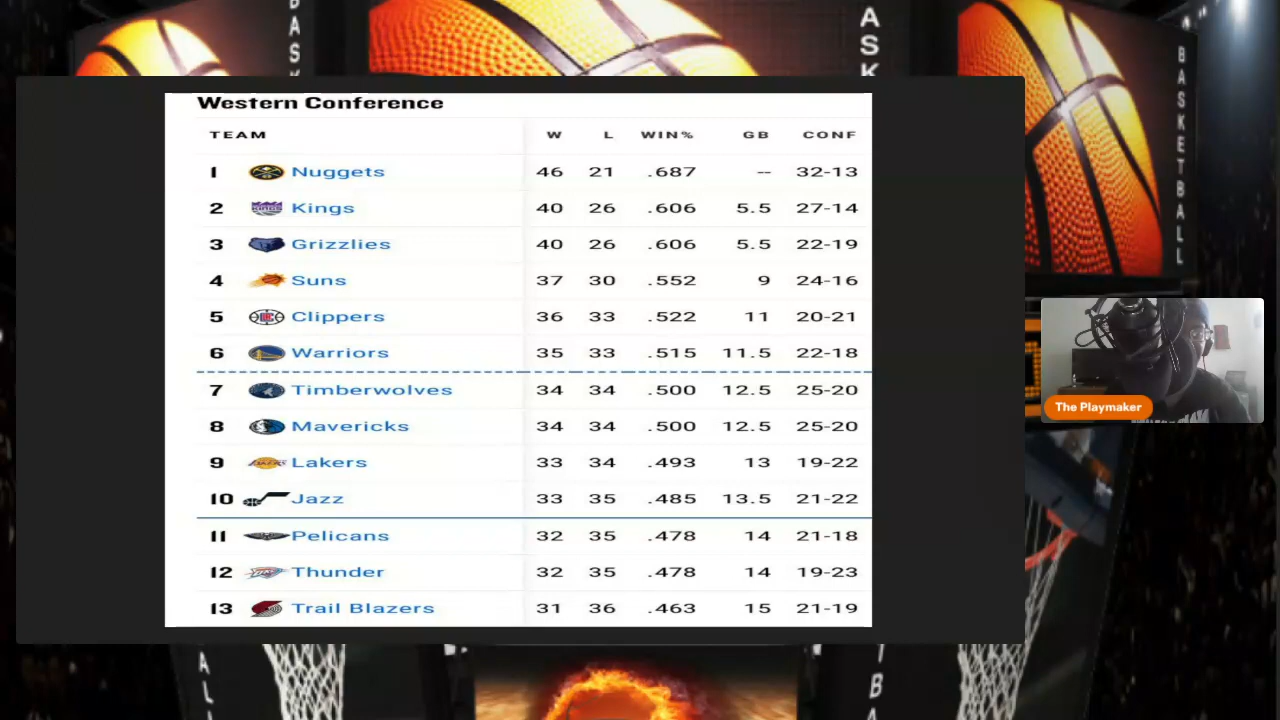 Western Conference
TEAM W L WIN% GB CONF
1 Nuggets 46 21 .687 -- 32-13
2 Kings 40 26 .606 5.5 27-14
3 Grizzlies 40 26 .606 5.5 22-19
4 Suns 37 30 .552 9 24-16
5 Clippers 36 33 .522 11 20-21
6 Warriors 35 33 .515 11.5 22-18
7 Timberwolves 34 34 .500 12.5 25-20
8 Mavericks 34 34 .500 12.5 25-20
9 Lakers 33 34 .493 13 19-22
10 Jazz 33 35 .485 13.5 21-22
11 Pelicans 32 35 .478 14 21-18
12 Thunder 32 35 .478 14 19-23
13 Trail Blazers 31 36 .463 15 21-19
The Playmaker
BASK
ASK
BASKETBALL
ALL
BA